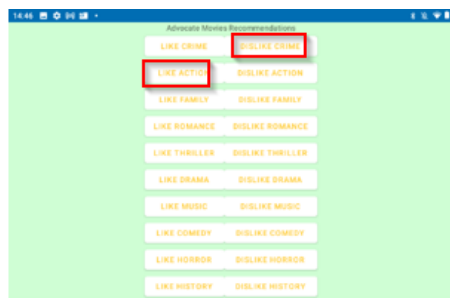 14:46
Advocate Movies Recommendations
LIKE CRIME DISLIKE CRIME
LIKE ACTION DISLIKE ACTION
LIKE FAMILY DISLIKE FAMILY
LIKE ROMANCE DISLIKE ROMANCE
LIKE THRILLER DISLIKE THRILLER
LIKE DRAMA DISLIKE DRAMA
LIKE MUSIC DISLIKE MUSIC
LIKE COMEDY DISLIKE COMEDY
LIKE HORROR DISLIKE HORROR
LIKE HISTORY DISLIKE HISTORY